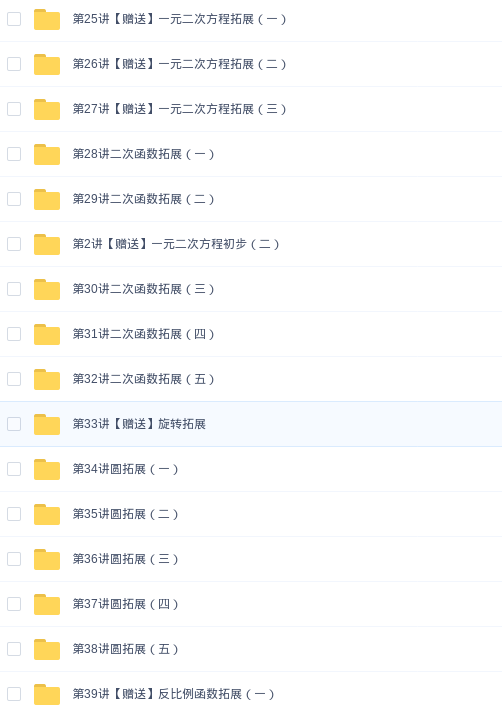 第25讲【赠送】一元二次方程拓展（一）
第26讲【赠送】一元二次方程拓展（二）
第27讲【赠送】一元二次方程拓展（三）
第28讲二次函数拓展（一）
第29讲二次函数拓展（二）
第2讲【赠送】一元二次方程初步（二）
第30讲二次函数拓展（三）
第31讲二次函数拓展（四）
第32讲二次函数拓展（五）
第33讲【赠送】旋转拓展
第34讲圆拓展（一）
第35讲圆拓展（二）
第36讲圆拓展（三）
第37讲圆拓展（四）
第38讲圆拓展（五）
第39讲【赠送】反比例函数拓展（一）